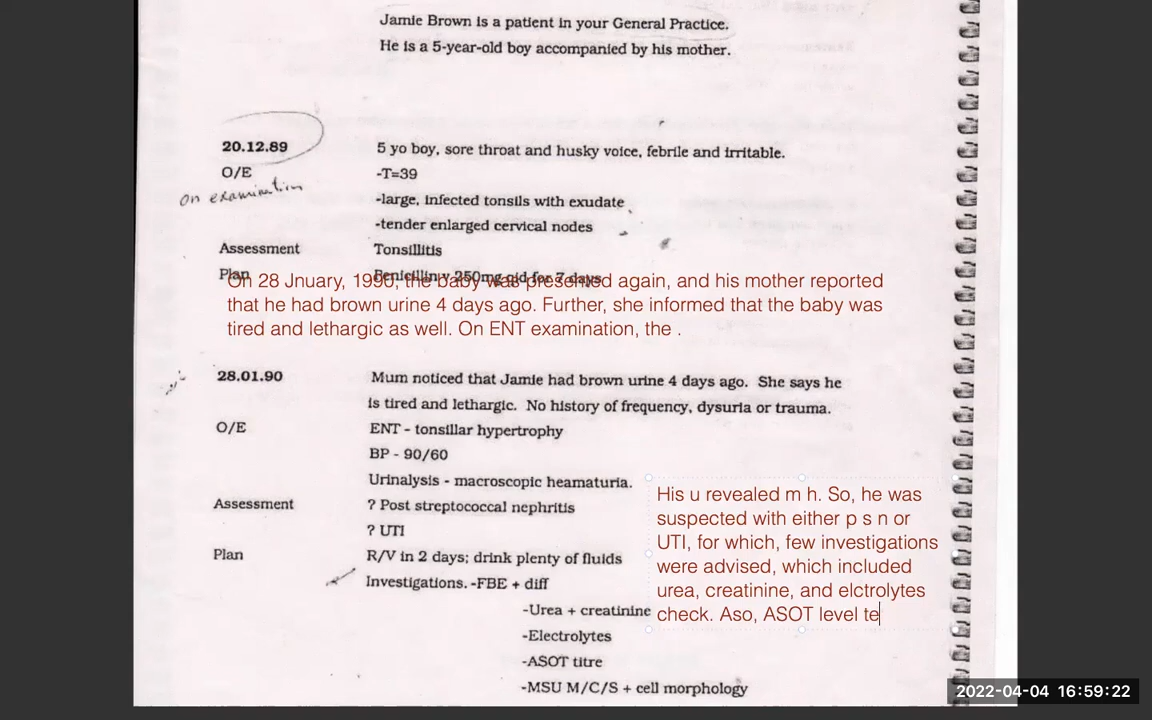 Jamie Brown is a patient in your General Practice.
He is a 5-year-old boy accompanied by his mother.
20.12.89 5 yo boy, sore throat and husky voice, febrile and irritable.
O/E -T=39
on examination
-large, infected tonsils with exudate
-tender enlarged cervical nodes
Assessment Tonsillitis
Plan Penicillin v 250mg qid for 7 days
On 28 Jnuary, 1990, the baby was presented again, and his mother reported
that he had brown urine 4 days ago. Further, she informed that the baby was
tired and lethargic as well. On ENT examination, the .
28.01.90 Mum noticed that Jamie had brown urine 4 days ago. She says he
is tired and lethargic. No history of frequency, dysuria or trauma.
O/E ENT - tonsillar hypertrophy
BP - 90/60
Urinalysis - macroscopic heamaturia.
Assessment ? Post streptococcal nephritis
? UTI
Plan R/V in 2 days; drink plenty of fluids
Investigations. -FBE + diff
-Urea + creatinine
-Electrolytes
-ASOT titre
-MSU M/C/S + cell morphology
His u revealed m h. So, he was
suspected with either p s n or
UTI, for which, few investigations
were advised, which included
urea, creatinine, and elctrolytes
check. Aso, ASOT level te
2022-04-04 16:59:22